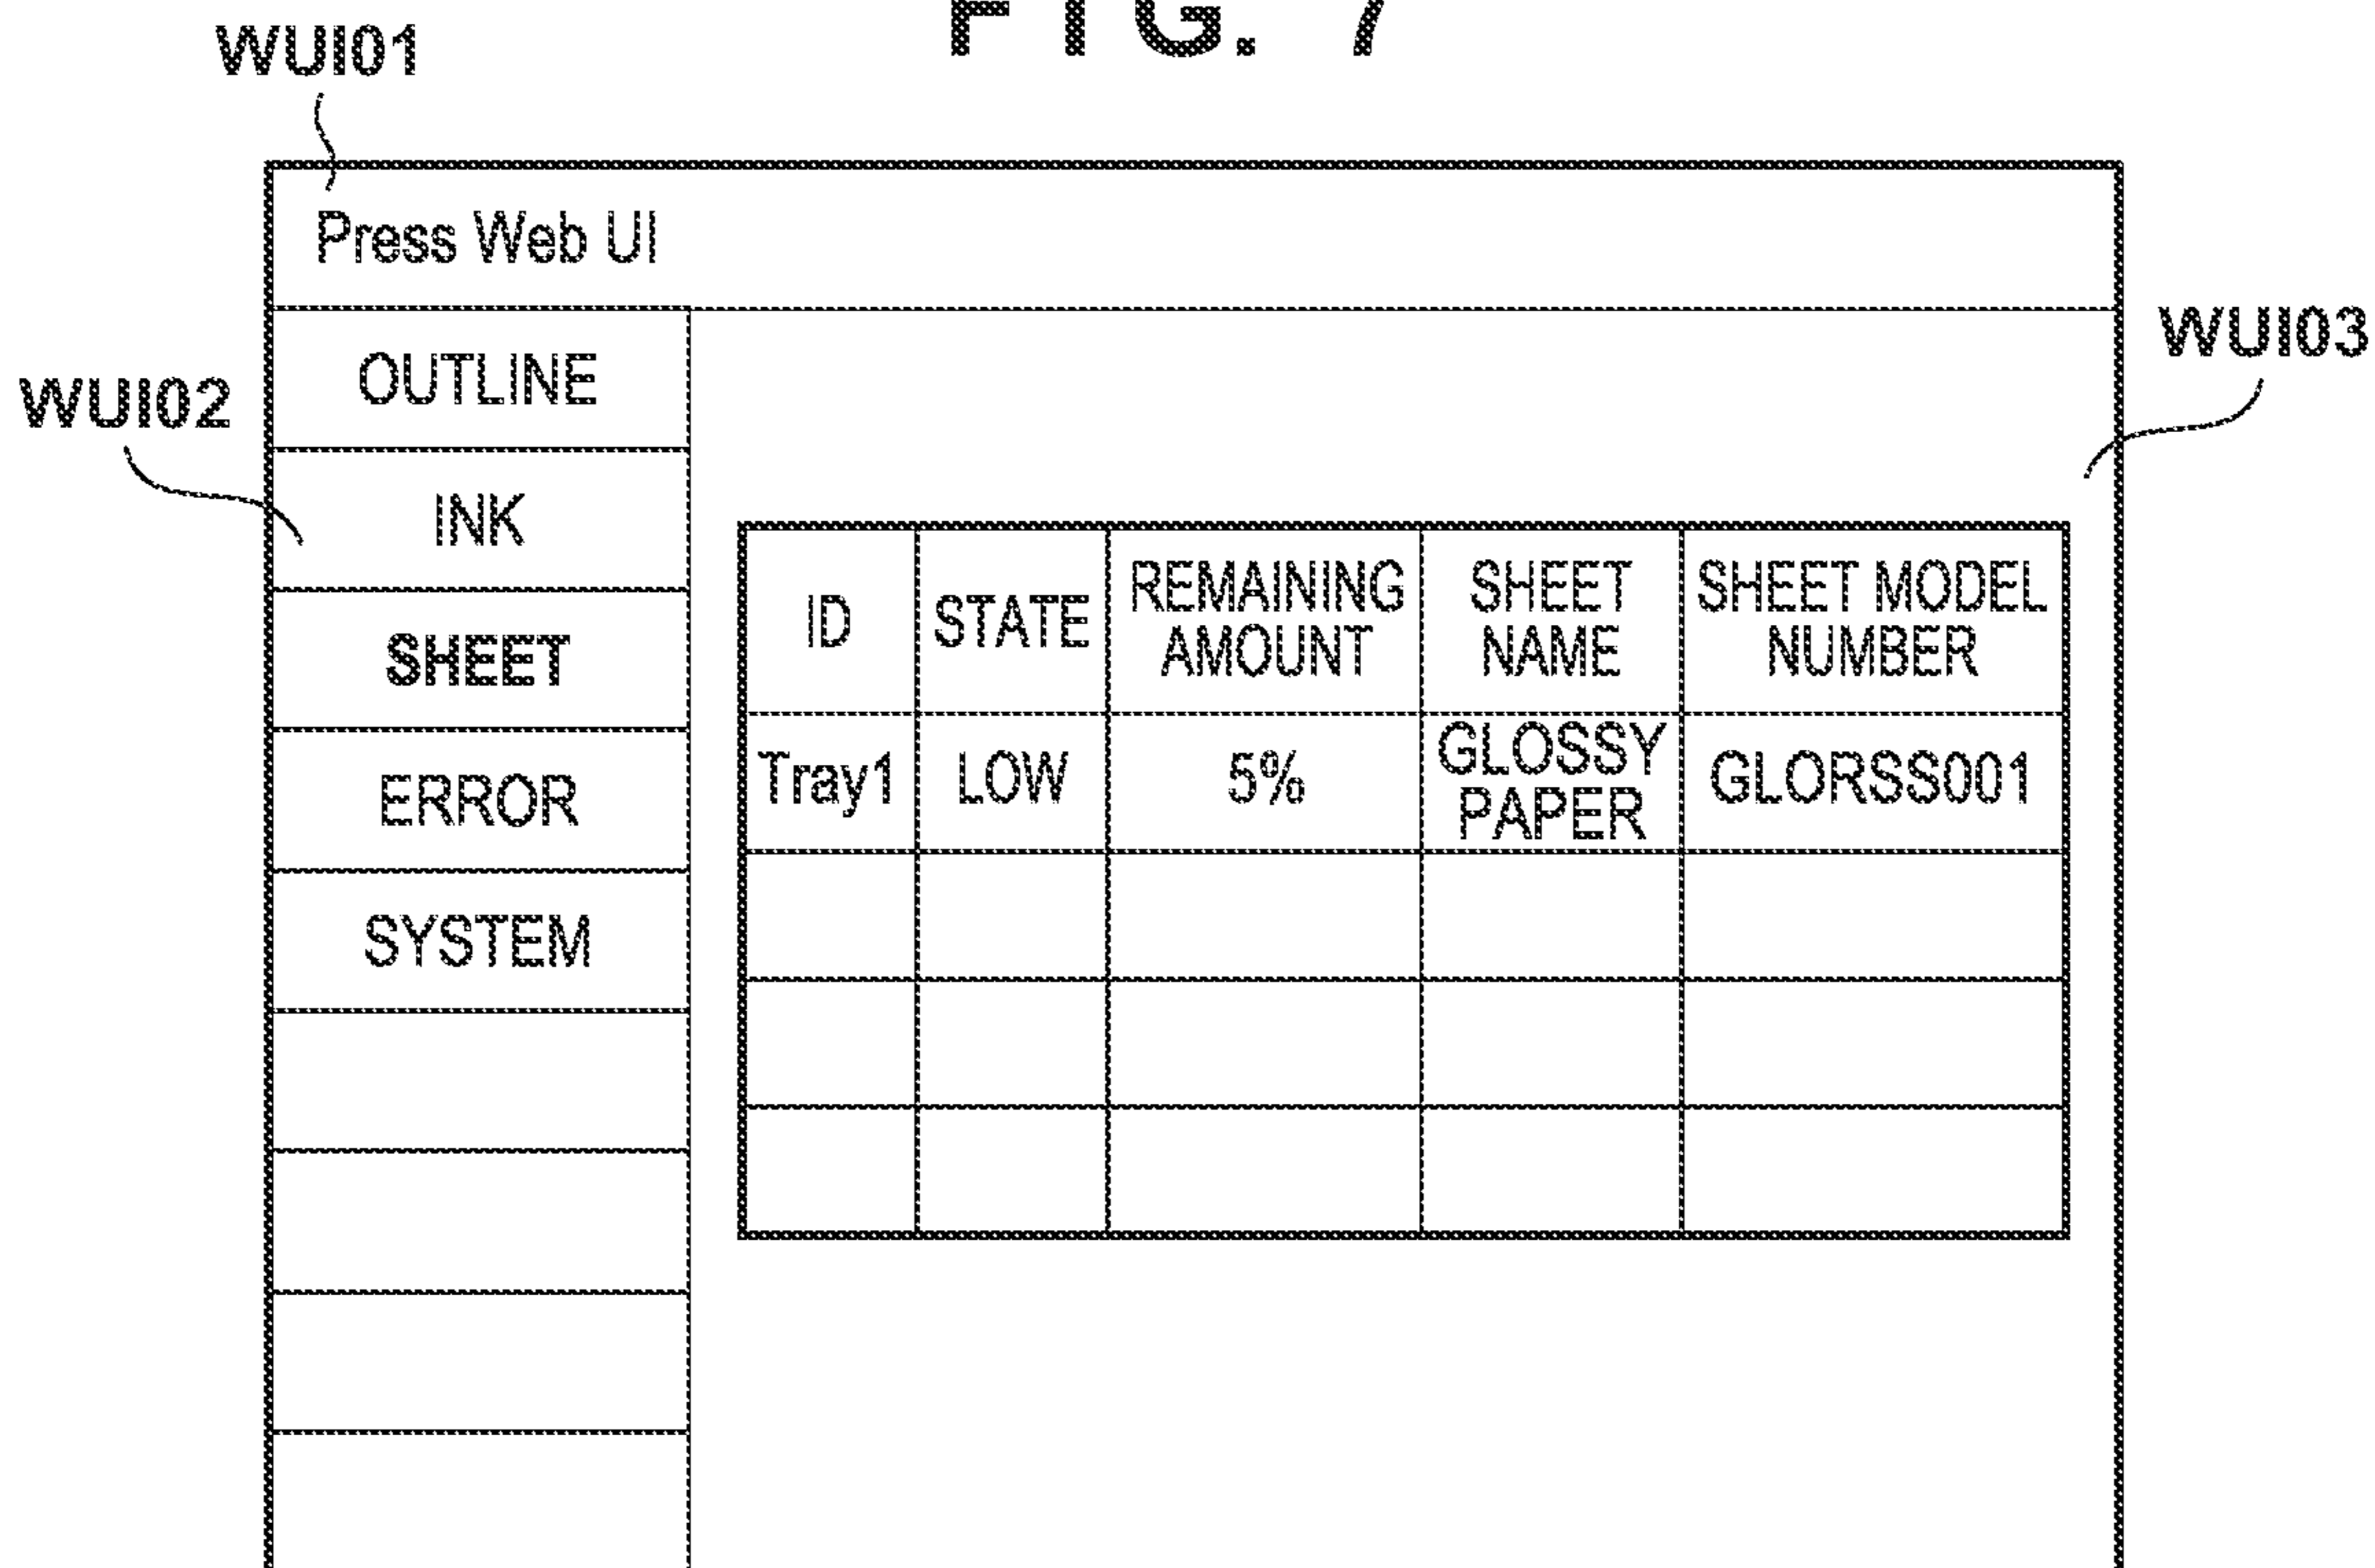 FIG. 7
WUI01
Press Web UI
WUI02
WUI03
OUTLINE
INK
SHEET
ERROR
SYSTEM
ID
STATE
REMAINING
AMOUNT
SHEET
NAME
SHEET MODEL
NUMBER
Tray1
LOW
5%
GLOSSY
PAPER
GLORSS001